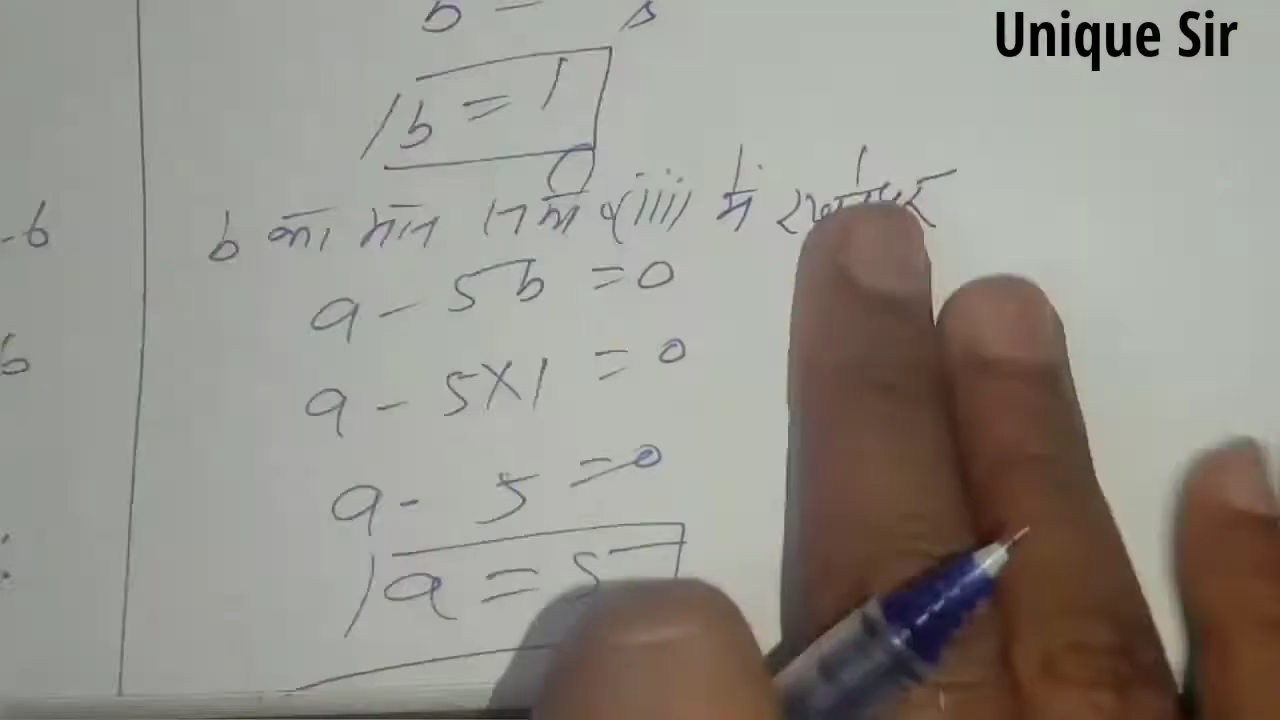 Unique Sir
b = 1
b का मान समी (iii) में रखने पर
a - 5b = 0
a - 5×1 = 0
a - 5 = 0
a = 5
-b
b